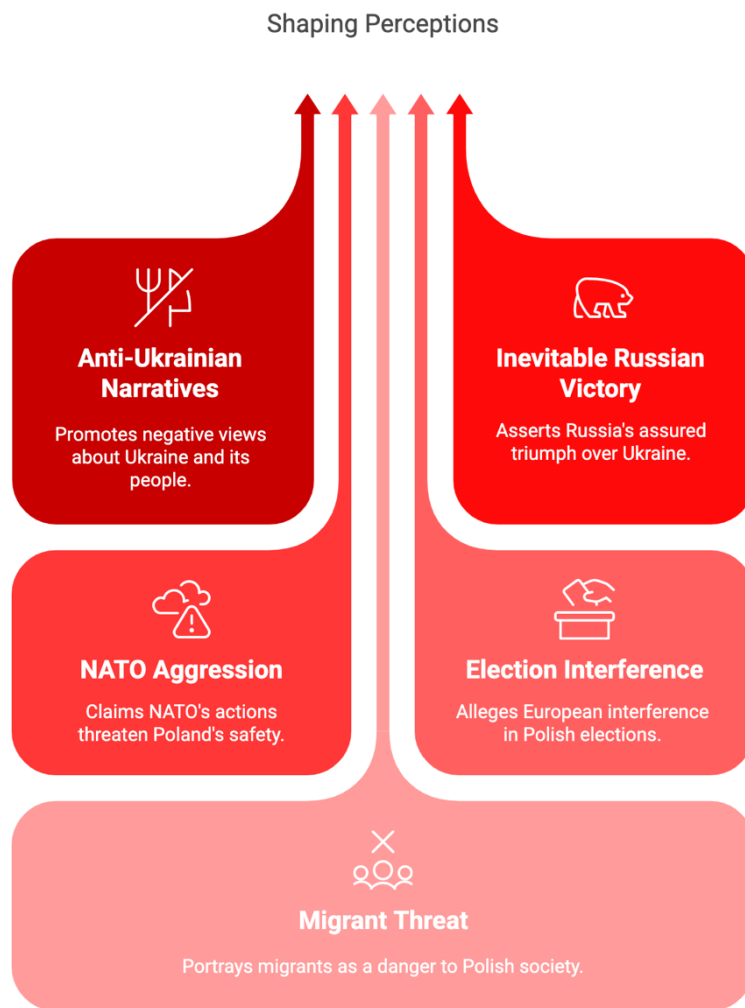 Shaping Perceptions
Anti-Ukrainian
Narratives
Promotes negative views
about Ukraine and its
people.
Inevitable Russian
Victory
Asserts Russia's assured
triumph over Ukraine.
NATO Aggression
Claims NATO's actions
threaten Poland's safety.
Election Interference
Alleges European interference
in Polish elections.
Migrant Threat
Portrays migrants as a danger to Polish society.